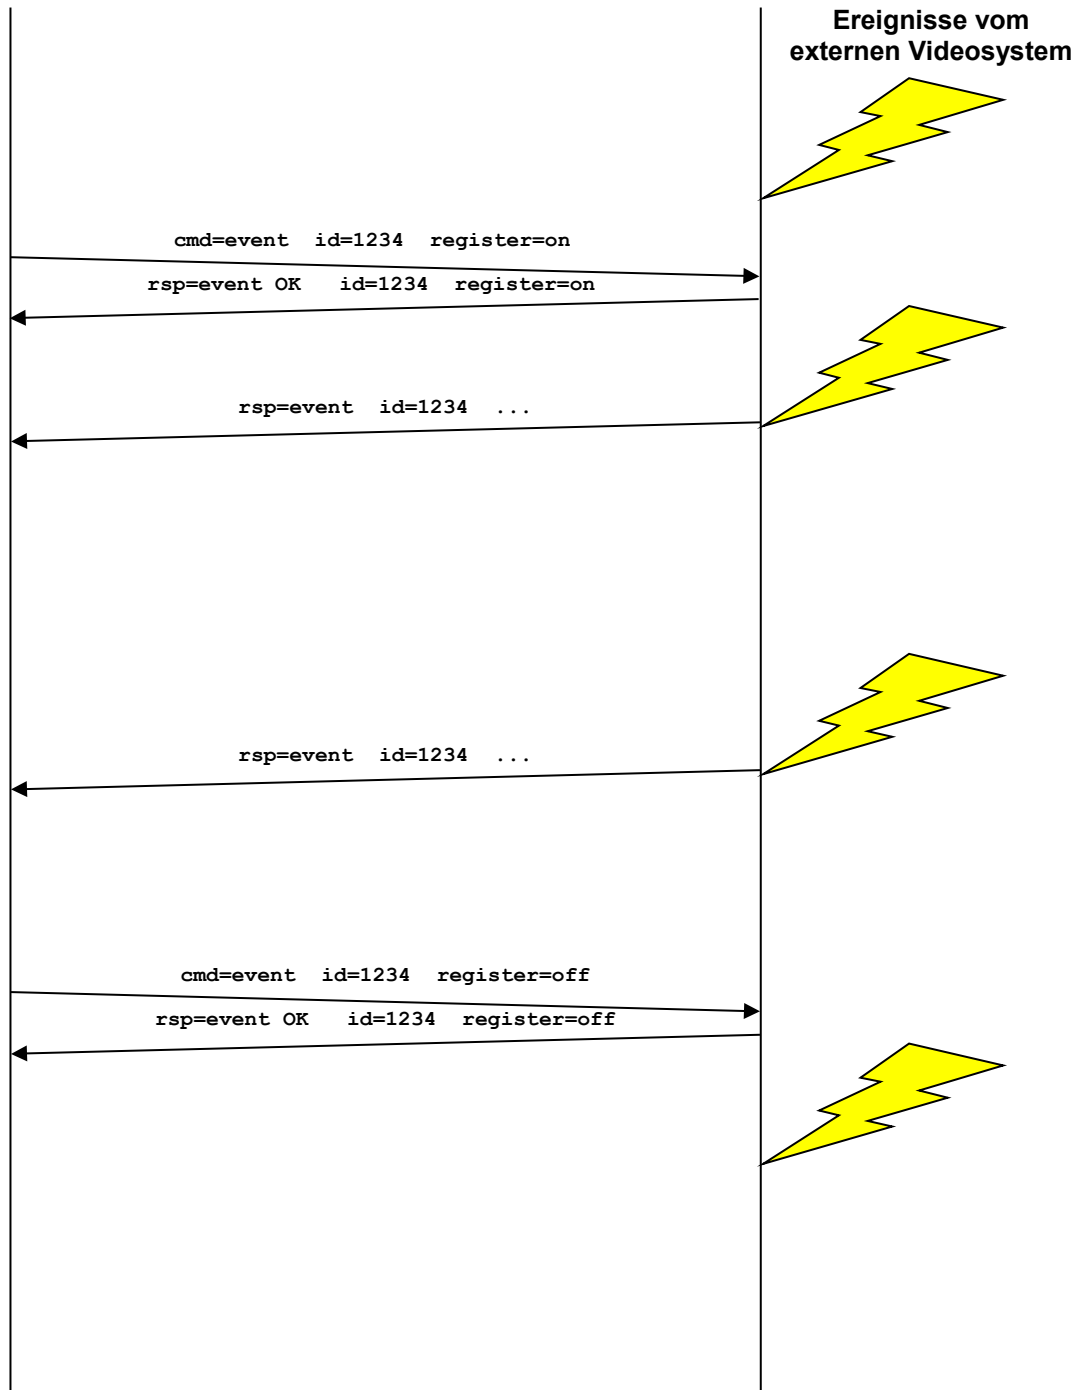 Ereignisse vom
externen Videosystem
cmd=event  id=1234  register=on
rsp=event OK   id=1234  register=on
rsp=event  id=1234  ...
rsp=event  id=1234  ...
cmd=event  id=1234  register=off
rsp=event OK   id=1234  register=off